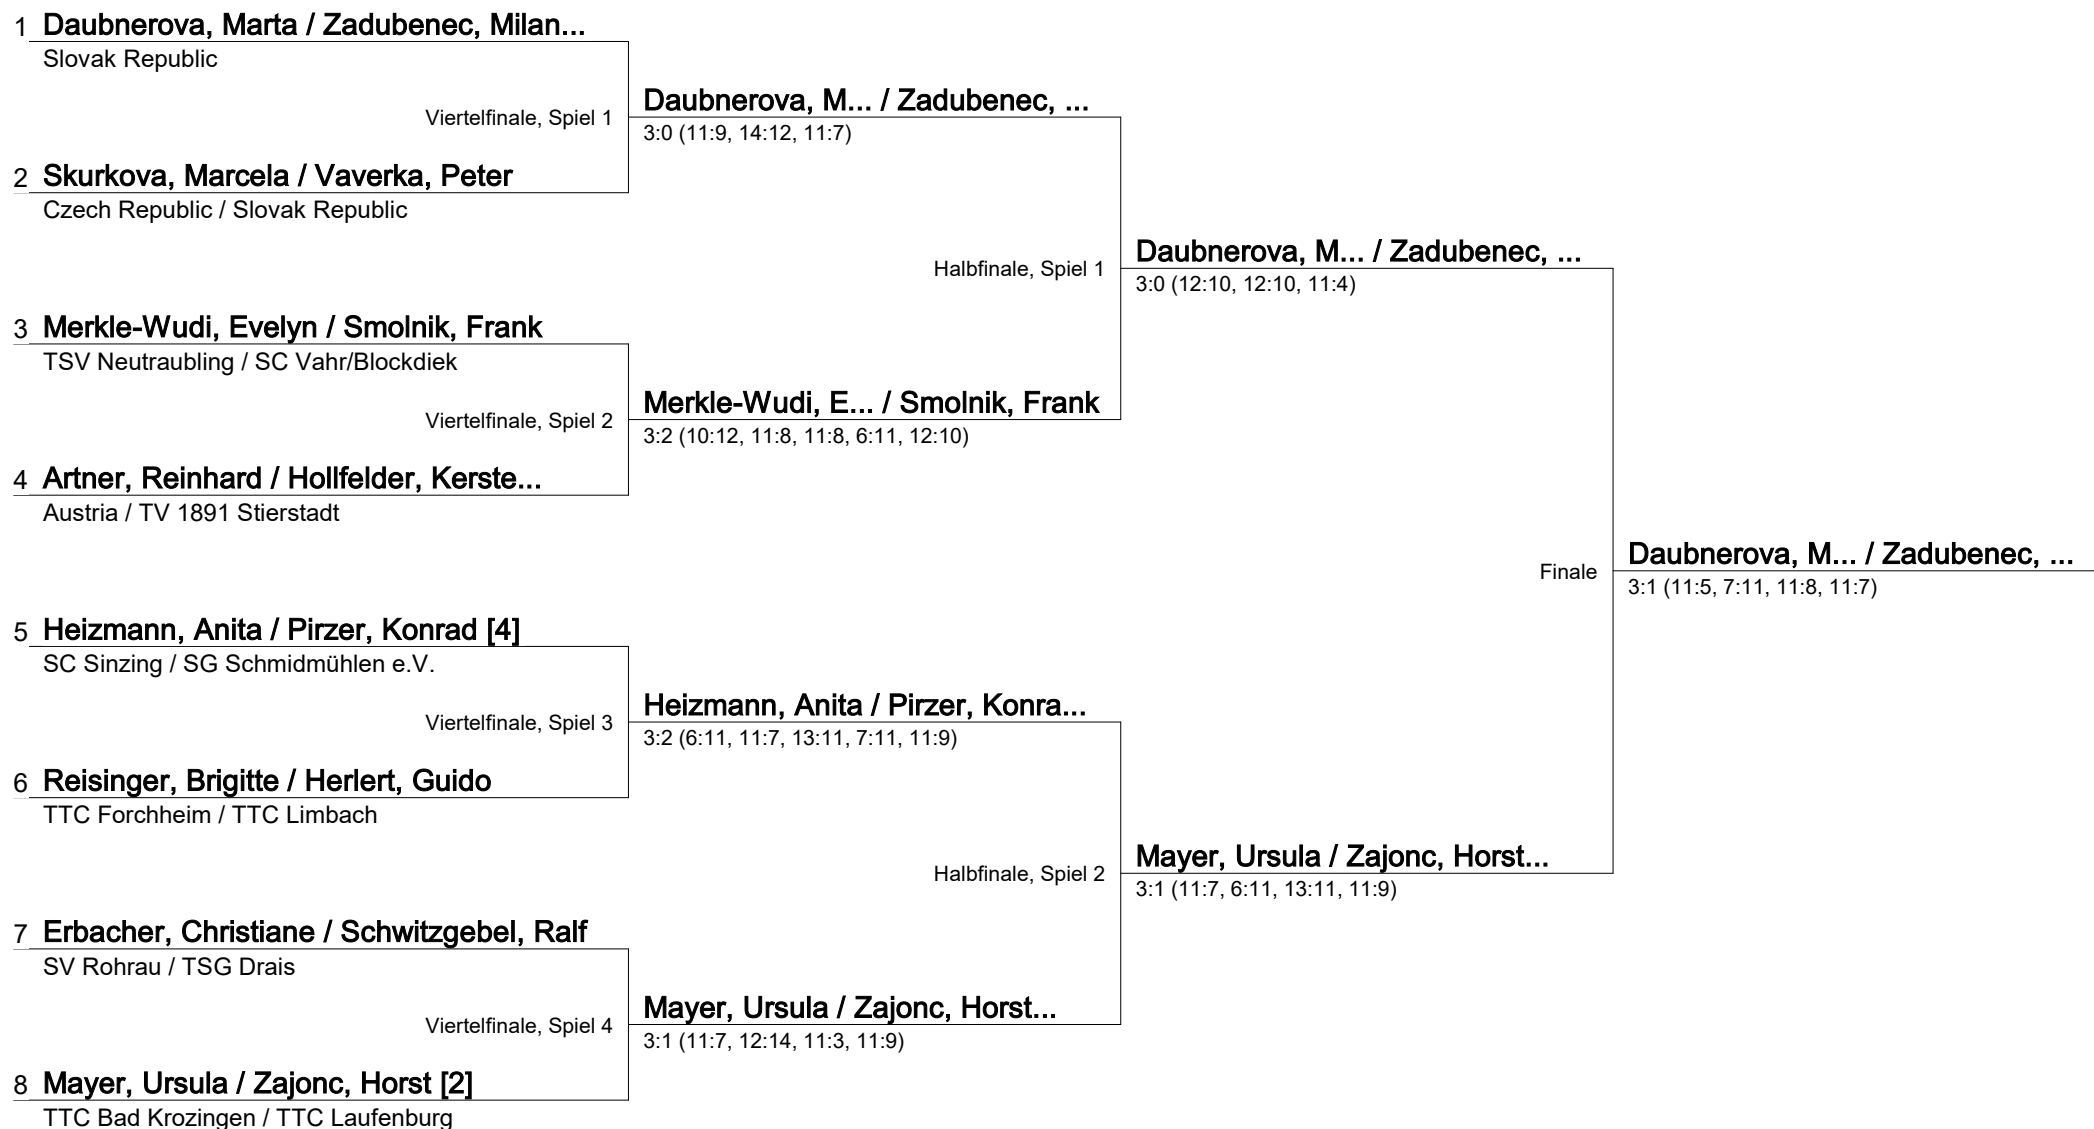 1 Daubnerova, Marta / Zadubenec, Milan...
Slovak Republic
Viertelfinale, Spiel 1
Daubnerova, M... / Zadubenec, ...
3:0 (11:9, 14:12, 11:7)
2 Skurkova, Marcela / Vaverka, Peter
Czech Republic / Slovak Republic
Halbfinale, Spiel 1
Daubnerova, M... / Zadubenec, ...
3:0 (12:10, 12:10, 11:4)
3 Merkle-Wudi, Evelyn / Smolnik, Frank
TSV Neutraubling / SC Vahr/Blockdiek
Viertelfinale, Spiel 2
Merkle-Wudi, E... / Smolnik, Frank
3:2 (10:12, 11:8, 11:8, 6:11, 12:10)
4 Artner, Reinhard / Hollfelder, Kerste...
Austria / TV 1891 Stierstadt
Finale
Daubnerova, M... / Zadubenec, ...
3:1 (11:5, 7:11, 11:8, 11:7)
5 Heizmann, Anita / Pirzer, Konrad [4]
SC Sinzing / SG Schmidmühlen e.V.
Viertelfinale, Spiel 3
Heizmann, Anita / Pirzer, Konra...
3:2 (6:11, 11:7, 13:11, 7:11, 11:9)
6 Reisinger, Brigitte / Herlert, Guido
TTC Forchheim / TTC Limbach
Halbfinale, Spiel 2
Mayer, Ursula / Zajonc, Horst...
3:1 (11:7, 6:11, 13:11, 11:9)
7 Erbacher, Christiane / Schwitzgebel, Ralf
SV Rohrau / TSG Drais
Viertelfinale, Spiel 4
Mayer, Ursula / Zajonc, Horst...
3:1 (11:7, 12:14, 11:3, 11:9)
8 Mayer, Ursula / Zajonc, Horst [2]
TTC Bad Krozingen / TTC Laufenburg